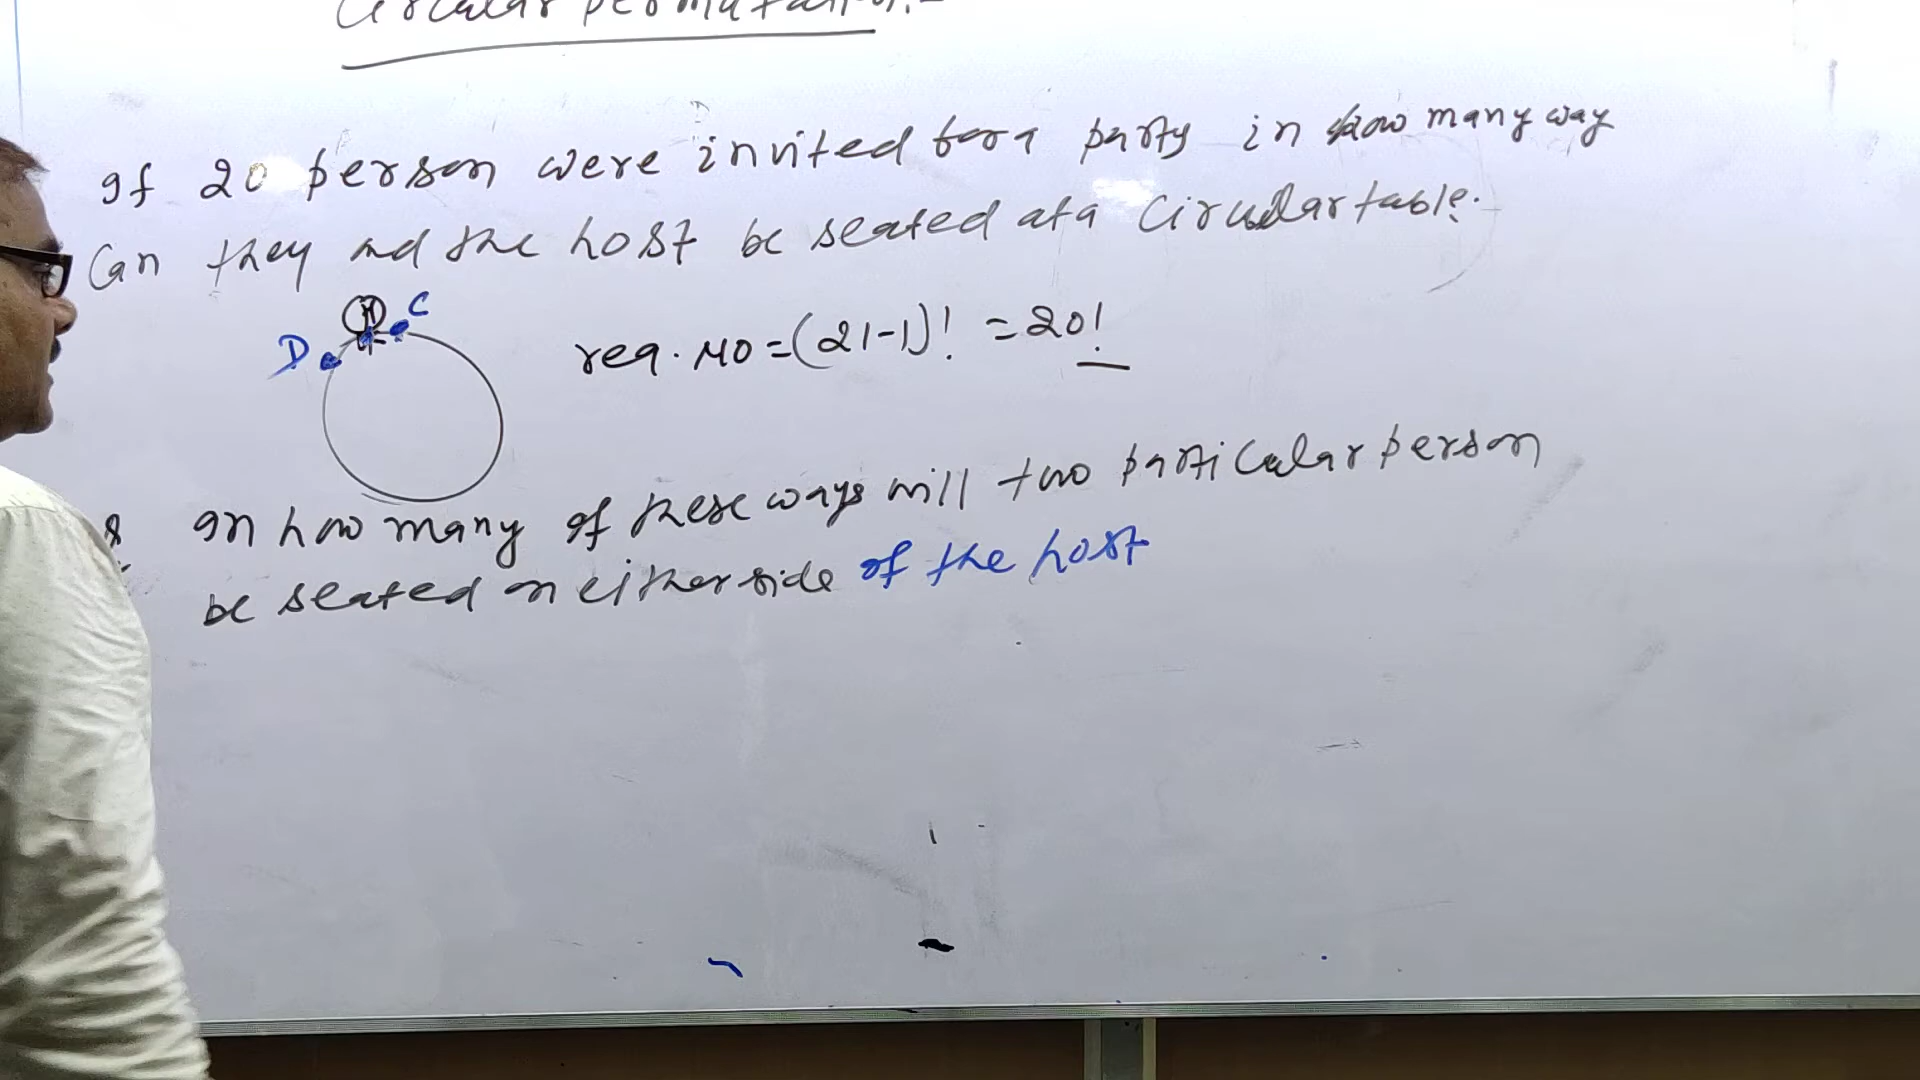 Circular permutation:-
If 20 person were invited for a party in how many way
Can they and the host be seated at a Circular table.
H C
D
req. No = (21-1)! = 20!
& In how many of these ways will two particular person
be seated on either side of the host